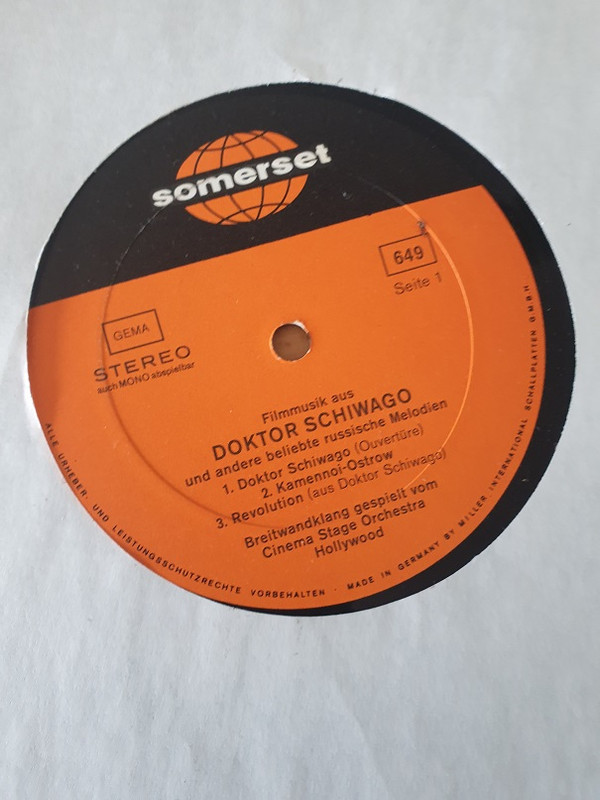 somerset
649
Seite 1
GEMA
STEREO
auch MONO abspielbar
Filmmusik aus
DOKTOR SCHIWAGO
und andere beliebte russische Melodien
1. Doktor Schiwago (Ouvertüre)
2. Kamennoi-Ostrow
3. Revolution (aus Doktor Schiwago)
Breitwandklang gespielt vom
Cinema Stage Orchestra
Hollywood
ALLE URHEBER- UND LEISTUNGSSCHUTZRECHTE VORBEHALTEN · MADE IN GERMANY BY MILLER INTERNATIONAL SCHALLPLATTEN G.M.B.H.